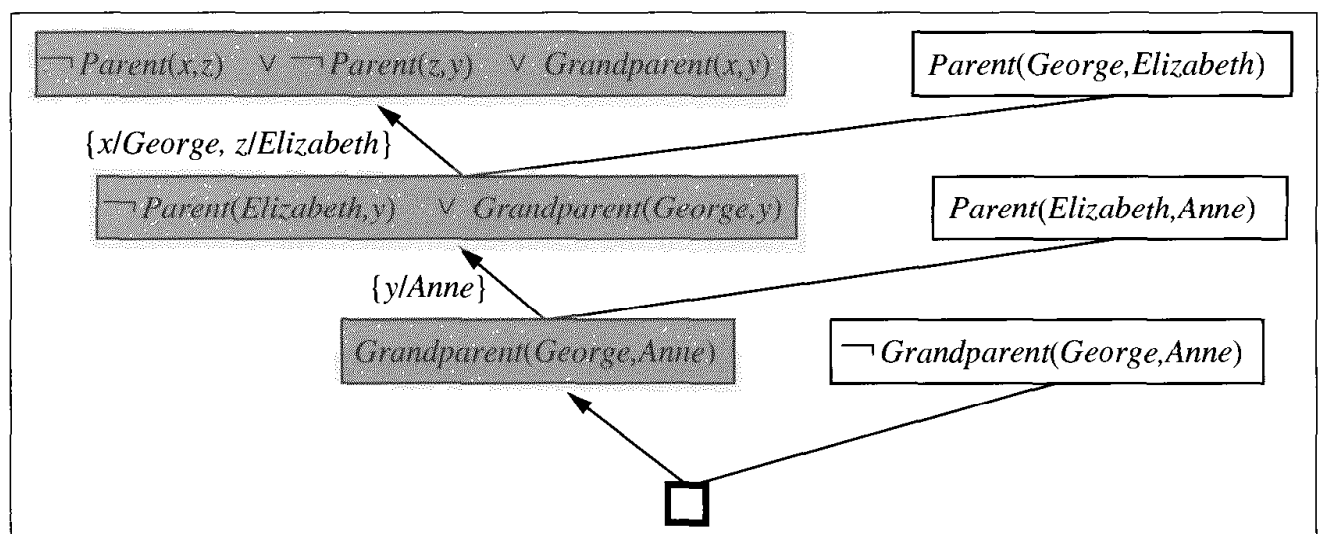 ¬ Parent(x,z) ∨ ¬ Parent(z,y) ∨ Grandparent(x,y)
Parent(George,Elizabeth)
{x/George, z/Elizabeth}
¬ Parent(Elizabeth,y) ∨ Grandparent(George,y)
Parent(Elizabeth,Anne)
{y/Anne}
Grandparent(George,Anne)
¬ Grandparent(George,Anne)